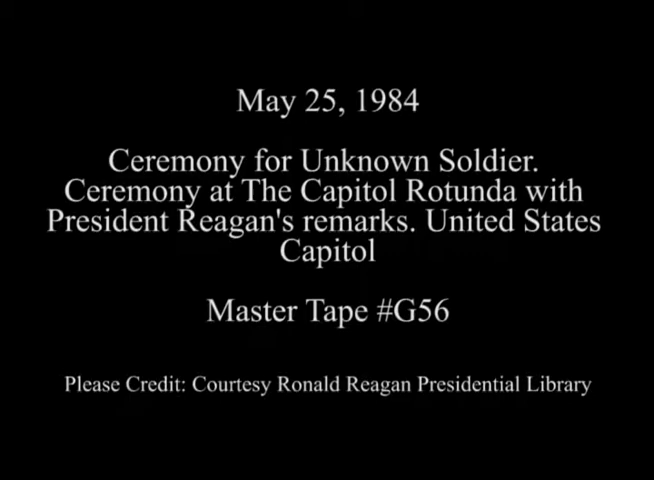 May 25, 1984
Ceremony for Unknown Soldier.
Ceremony at The Capitol Rotunda with
President Reagan's remarks. United States
Capitol
Master Tape #G56
Please Credit: Courtesy Ronald Reagan Presidential Library